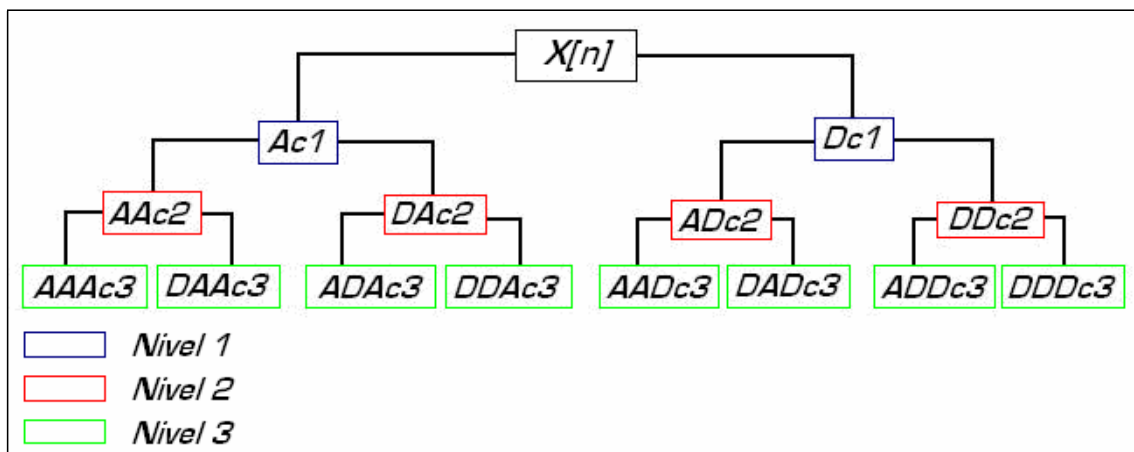 X[n]
Ac1 Dc1
AAc2 DAc2 ADc2 DDc2
AAAc3 DAAc3 ADAc3 DDAc3 AADc3 DADc3 ADDc3 DDDc3
Nivel 1
Nivel 2
Nivel 3